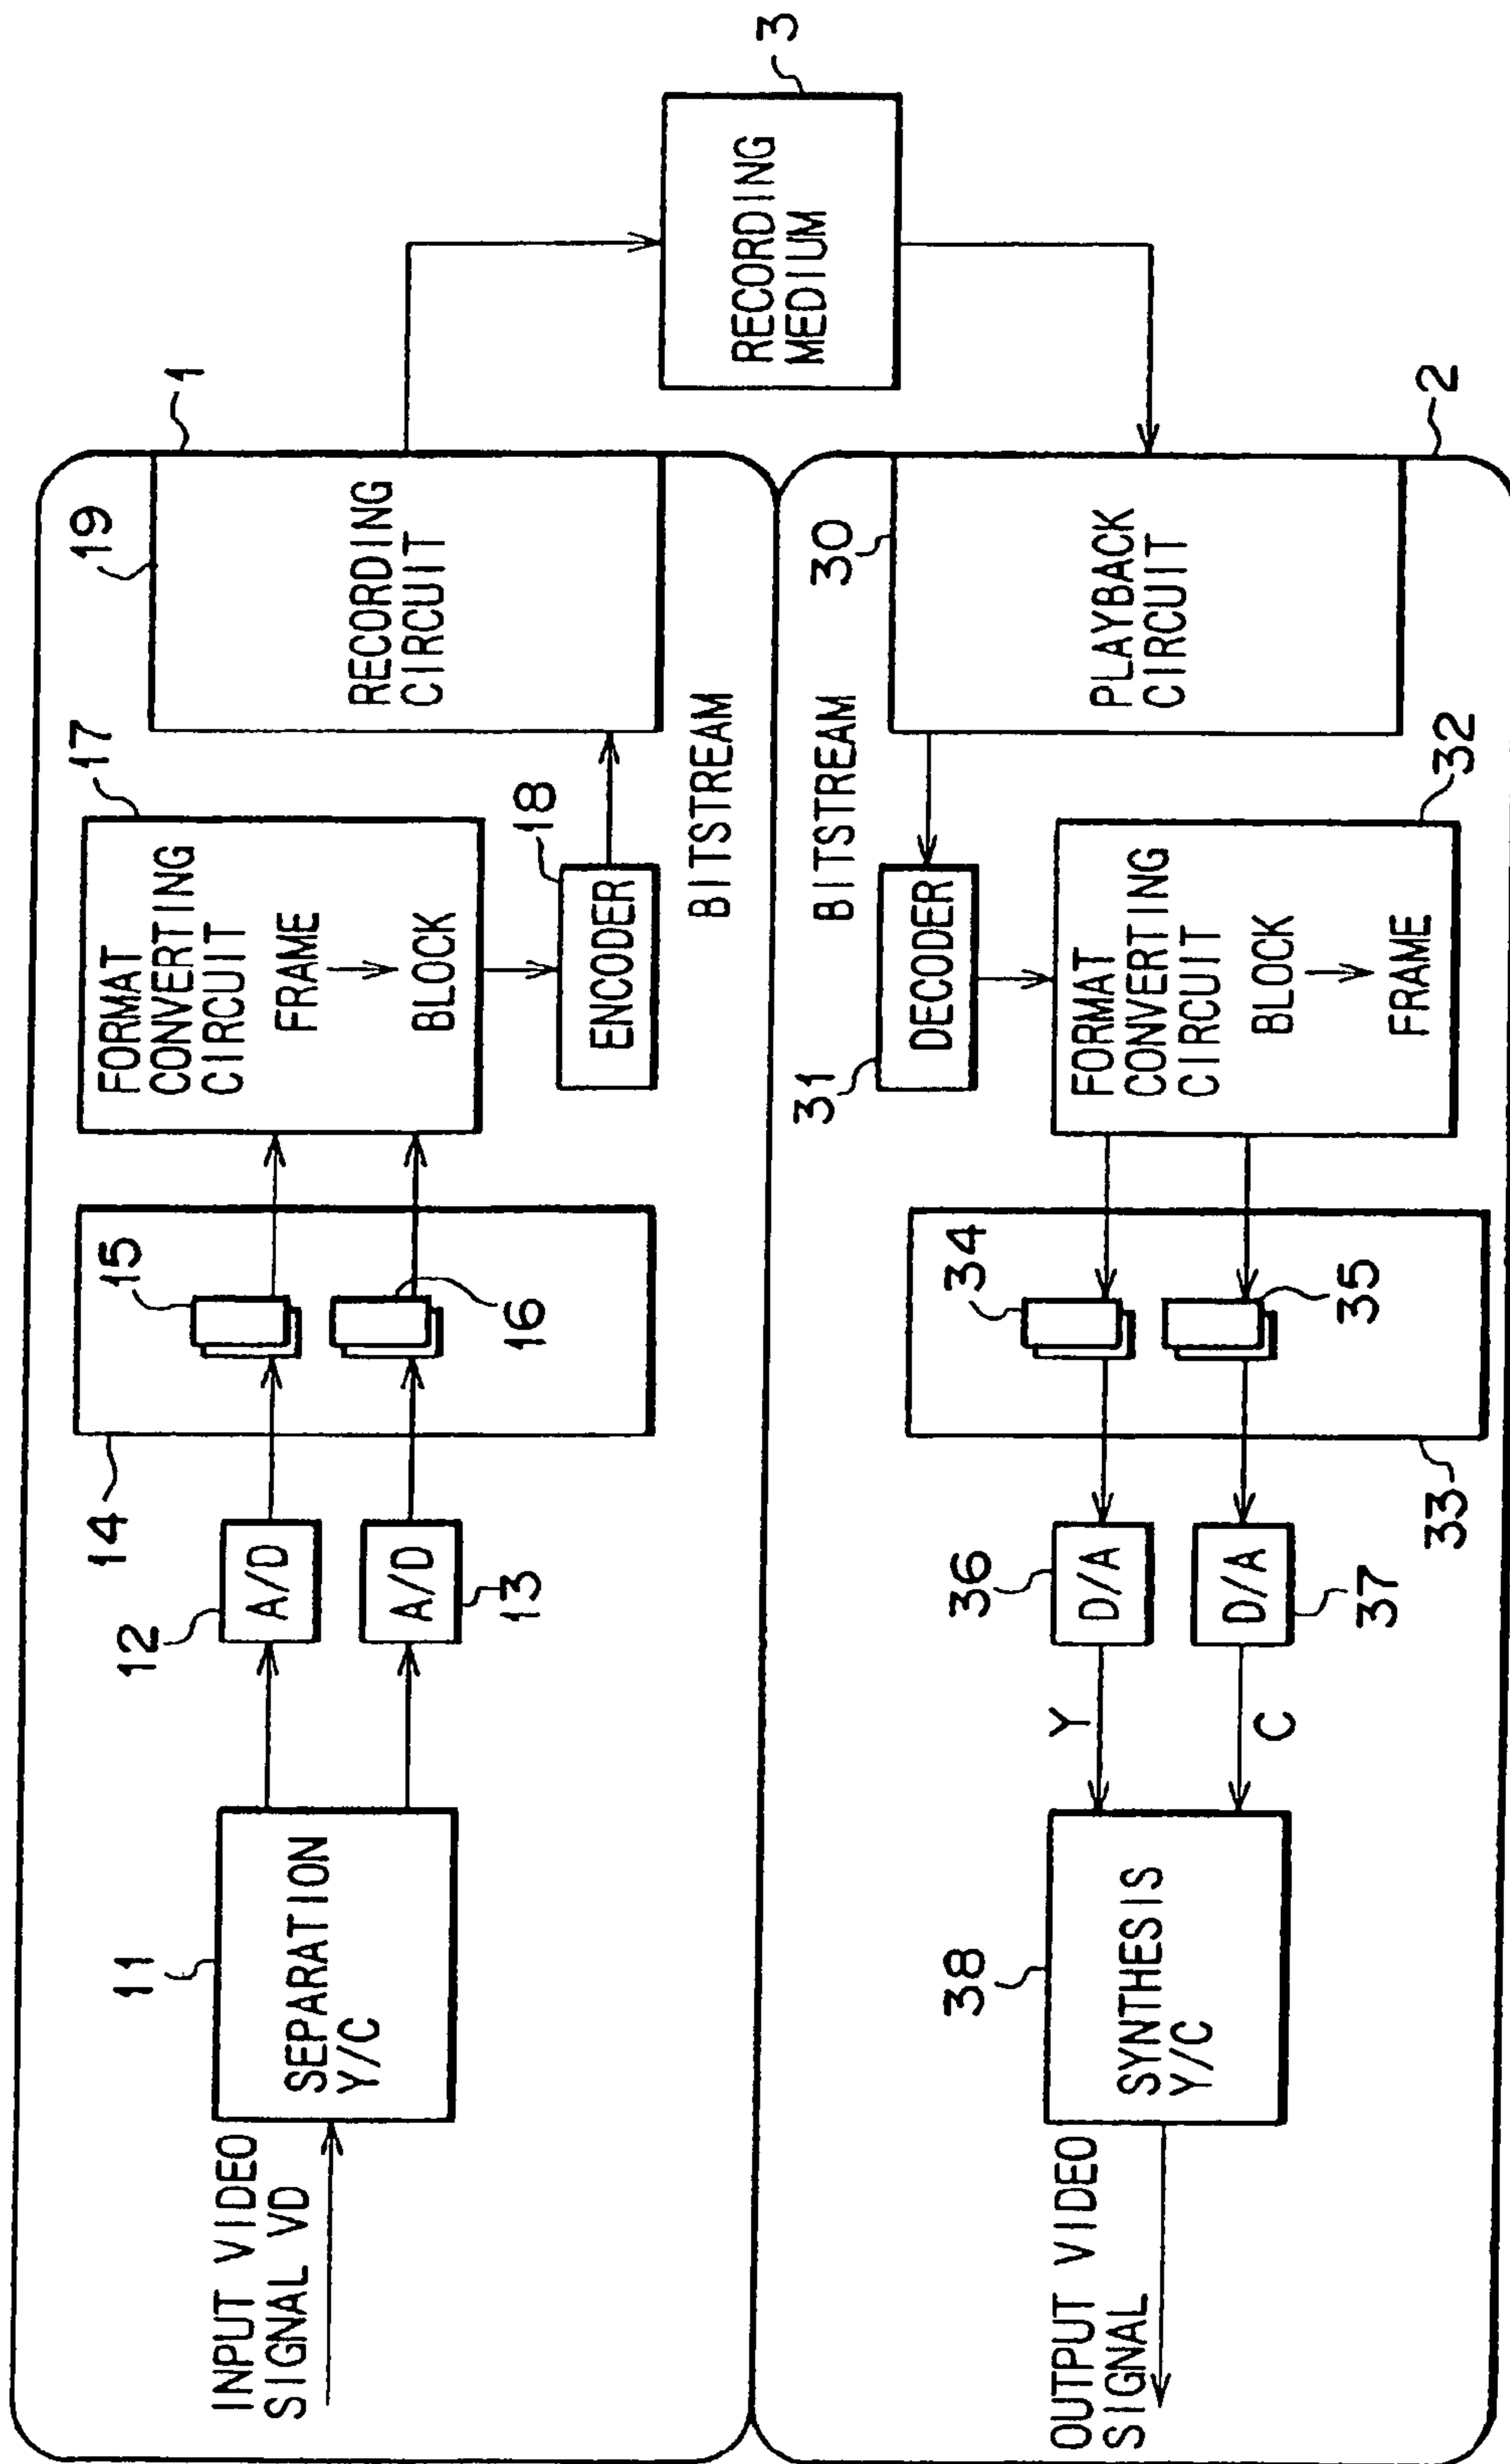 1
INPUT VIDEO
SIGNAL VD
11
SEPARATION
Y/C
12
A/D
A/D
13
14
15
16
17
FORMAT
CONVERTING
CIRCUIT
FRAME
BLOCK
18
ENCODER
BITSTREAM
19
RECORDING
CIRCUIT
3
RECORDING
MEDIUM
2
30
PLAYBACK
CIRCUIT
BITSTREAM
31
DECODER
32
FORMAT
CONVERTING
CIRCUIT
BLOCK
FRAME
33
34
35
36
D/A
D/A
37
Y
C
38
SYNTHESIS
Y/C
OUTPUT VIDEO
SIGNAL